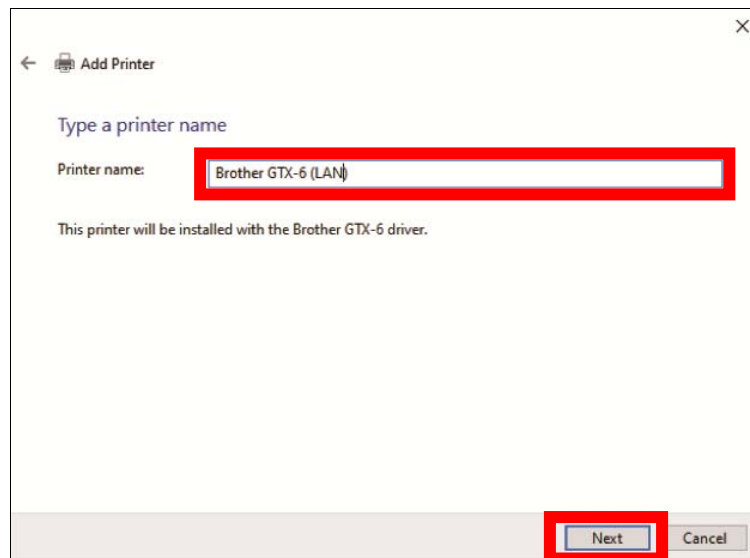 Add Printer
Type a printer name
Printer name:
Brother GTX-6 (LAN)
This printer will be installed with the Brother GTX-6 driver.
Next
Cancel